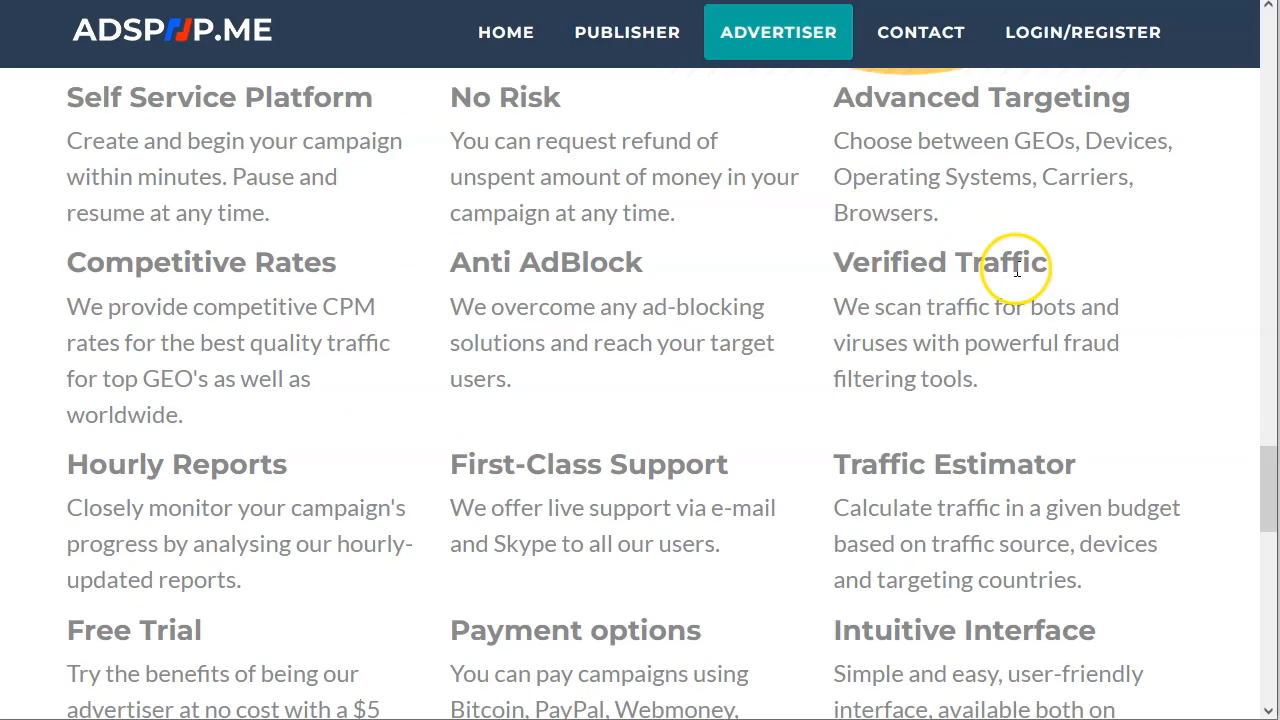 ADSPOP.ME
HOME
PUBLISHER
ADVERTISER
CONTACT
LOGIN/REGISTER
Self Service Platform
Create and begin your campaign
within minutes. Pause and
resume at any time.
No Risk
You can request refund of
unspent amount of money in your
campaign at any time.
Advanced Targeting
Choose between GEOs, Devices,
Operating Systems, Carriers,
Browsers.
Competitive Rates
We provide competitive CPM
rates for the best quality traffic
for top GEO's as well as
worldwide.
Anti AdBlock
We overcome any ad-blocking
solutions and reach your target
users.
Verified Traffic
We scan traffic for bots and
viruses with powerful fraud
filtering tools.
Hourly Reports
Closely monitor your campaign's
progress by analysing our hourly-
updated reports.
First-Class Support
We offer live support via e-mail
and Skype to all our users.
Traffic Estimator
Calculate traffic in a given budget
based on traffic source, devices
and targeting countries.
Free Trial
Try the benefits of being our
advertiser at no cost with a $5
Payment options
You can pay campaigns using
Bitcoin, PayPal, Webmoney,
Intuitive Interface
Simple and easy, user-friendly
interface, available both on